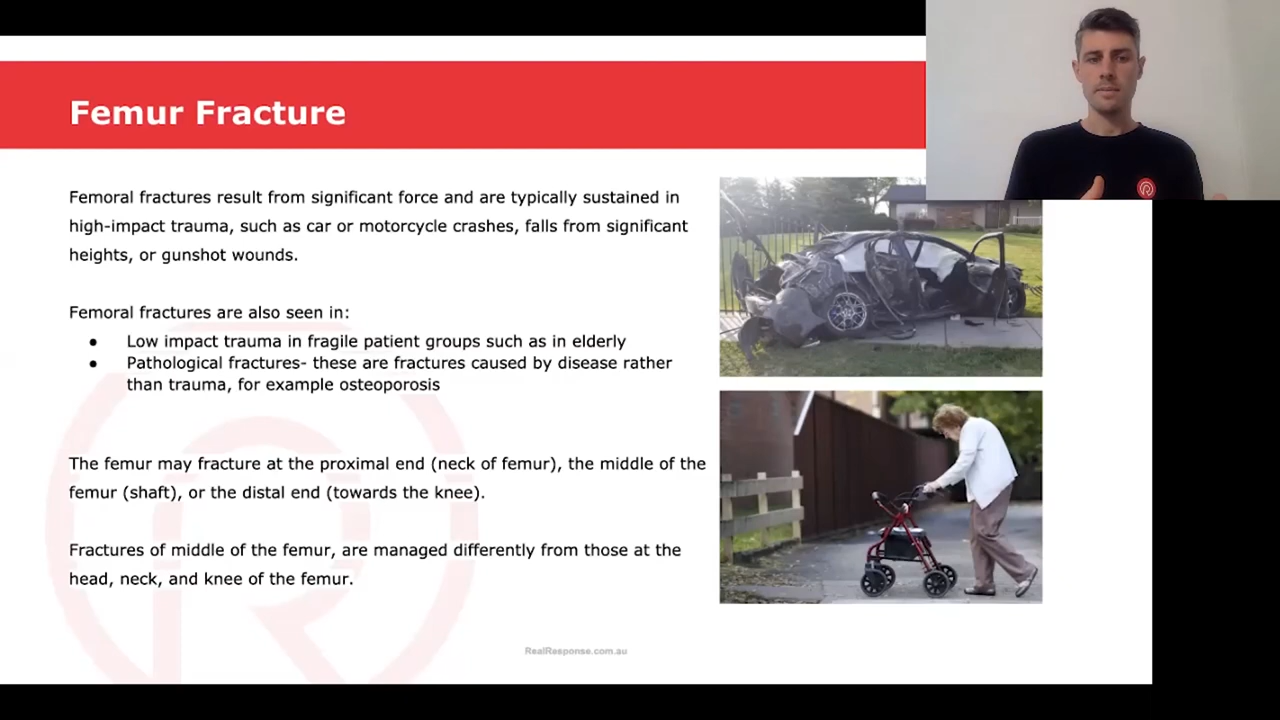 Femur Fracture
Femoral fractures result from significant force and are typically sustained in
high-impact trauma, such as car or motorcycle crashes, falls from significant
heights, or gunshot wounds.
Femoral fractures are also seen in:
● Low impact trauma in fragile patient groups such as in elderly
● Pathological fractures- these are fractures caused by disease rather
than trauma, for example osteoporosis
The femur may fracture at the proximal end (neck of femur), the middle of the
femur (shaft), or the distal end (towards the knee).
Fractures of middle of the femur, are managed differently from those at the
head, neck, and knee of the femur.
RealResponse.com.au